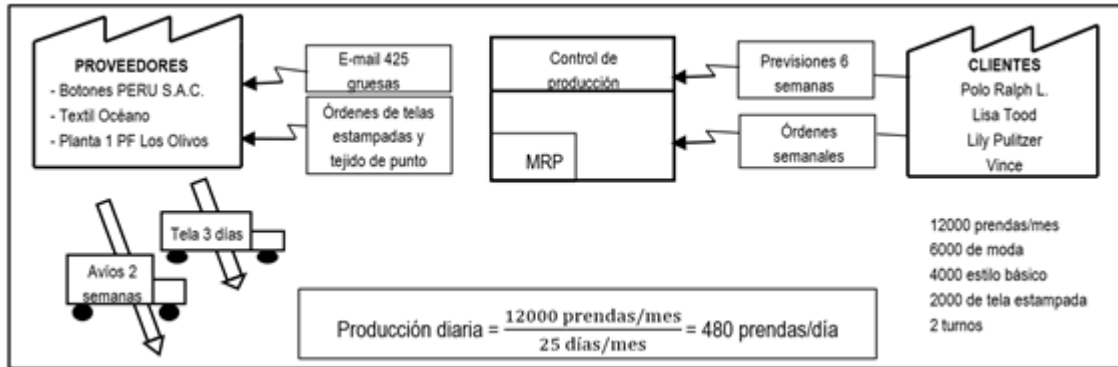 PROVEEDORES
- Botones PERU S.A.C.
- Textil Océano
- Planta 1 PF Los Olivos
E-mail 425
gruesas
Órdenes de telas
estampadas y
tejido de punto
Control de
producción
MRP
Previsiones 6
semanas
Órdenes
semanales
CLIENTES
Polo Ralph L.
Lisa Tood
Lily Pulitzer
Vince
Tela 3 días
Avíos 2
semanas
12000 prendas/mes
6000 de moda
4000 estilo básico
2000 de tela estampada
2 turnos
Producción diaria = 12000 prendas/mes / 25 días/mes = 480 prendas/día